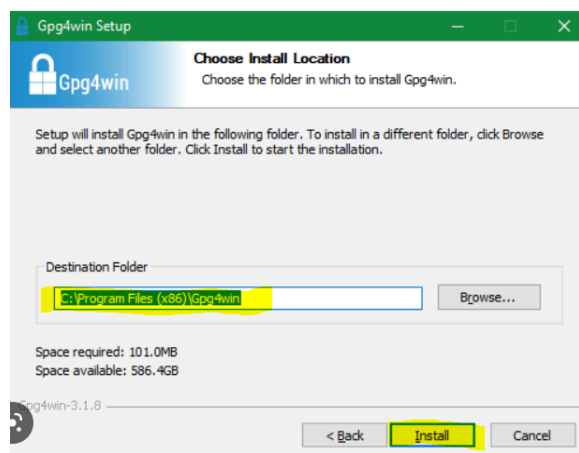 Gpg4win Setup
Gpg4win
Choose Install Location
Choose the folder in which to install Gpg4win.
Setup will install Gpg4win in the following folder. To install in a different folder, click Browse
and select another folder. Click Install to start the installation.
Destination Folder
C:\Program Files (x86)\Gpg4win
Browse...
Space required: 101.0MB
Space available: 586.4GB
Gpg4win-3.1.8
< Back
Install
Cancel